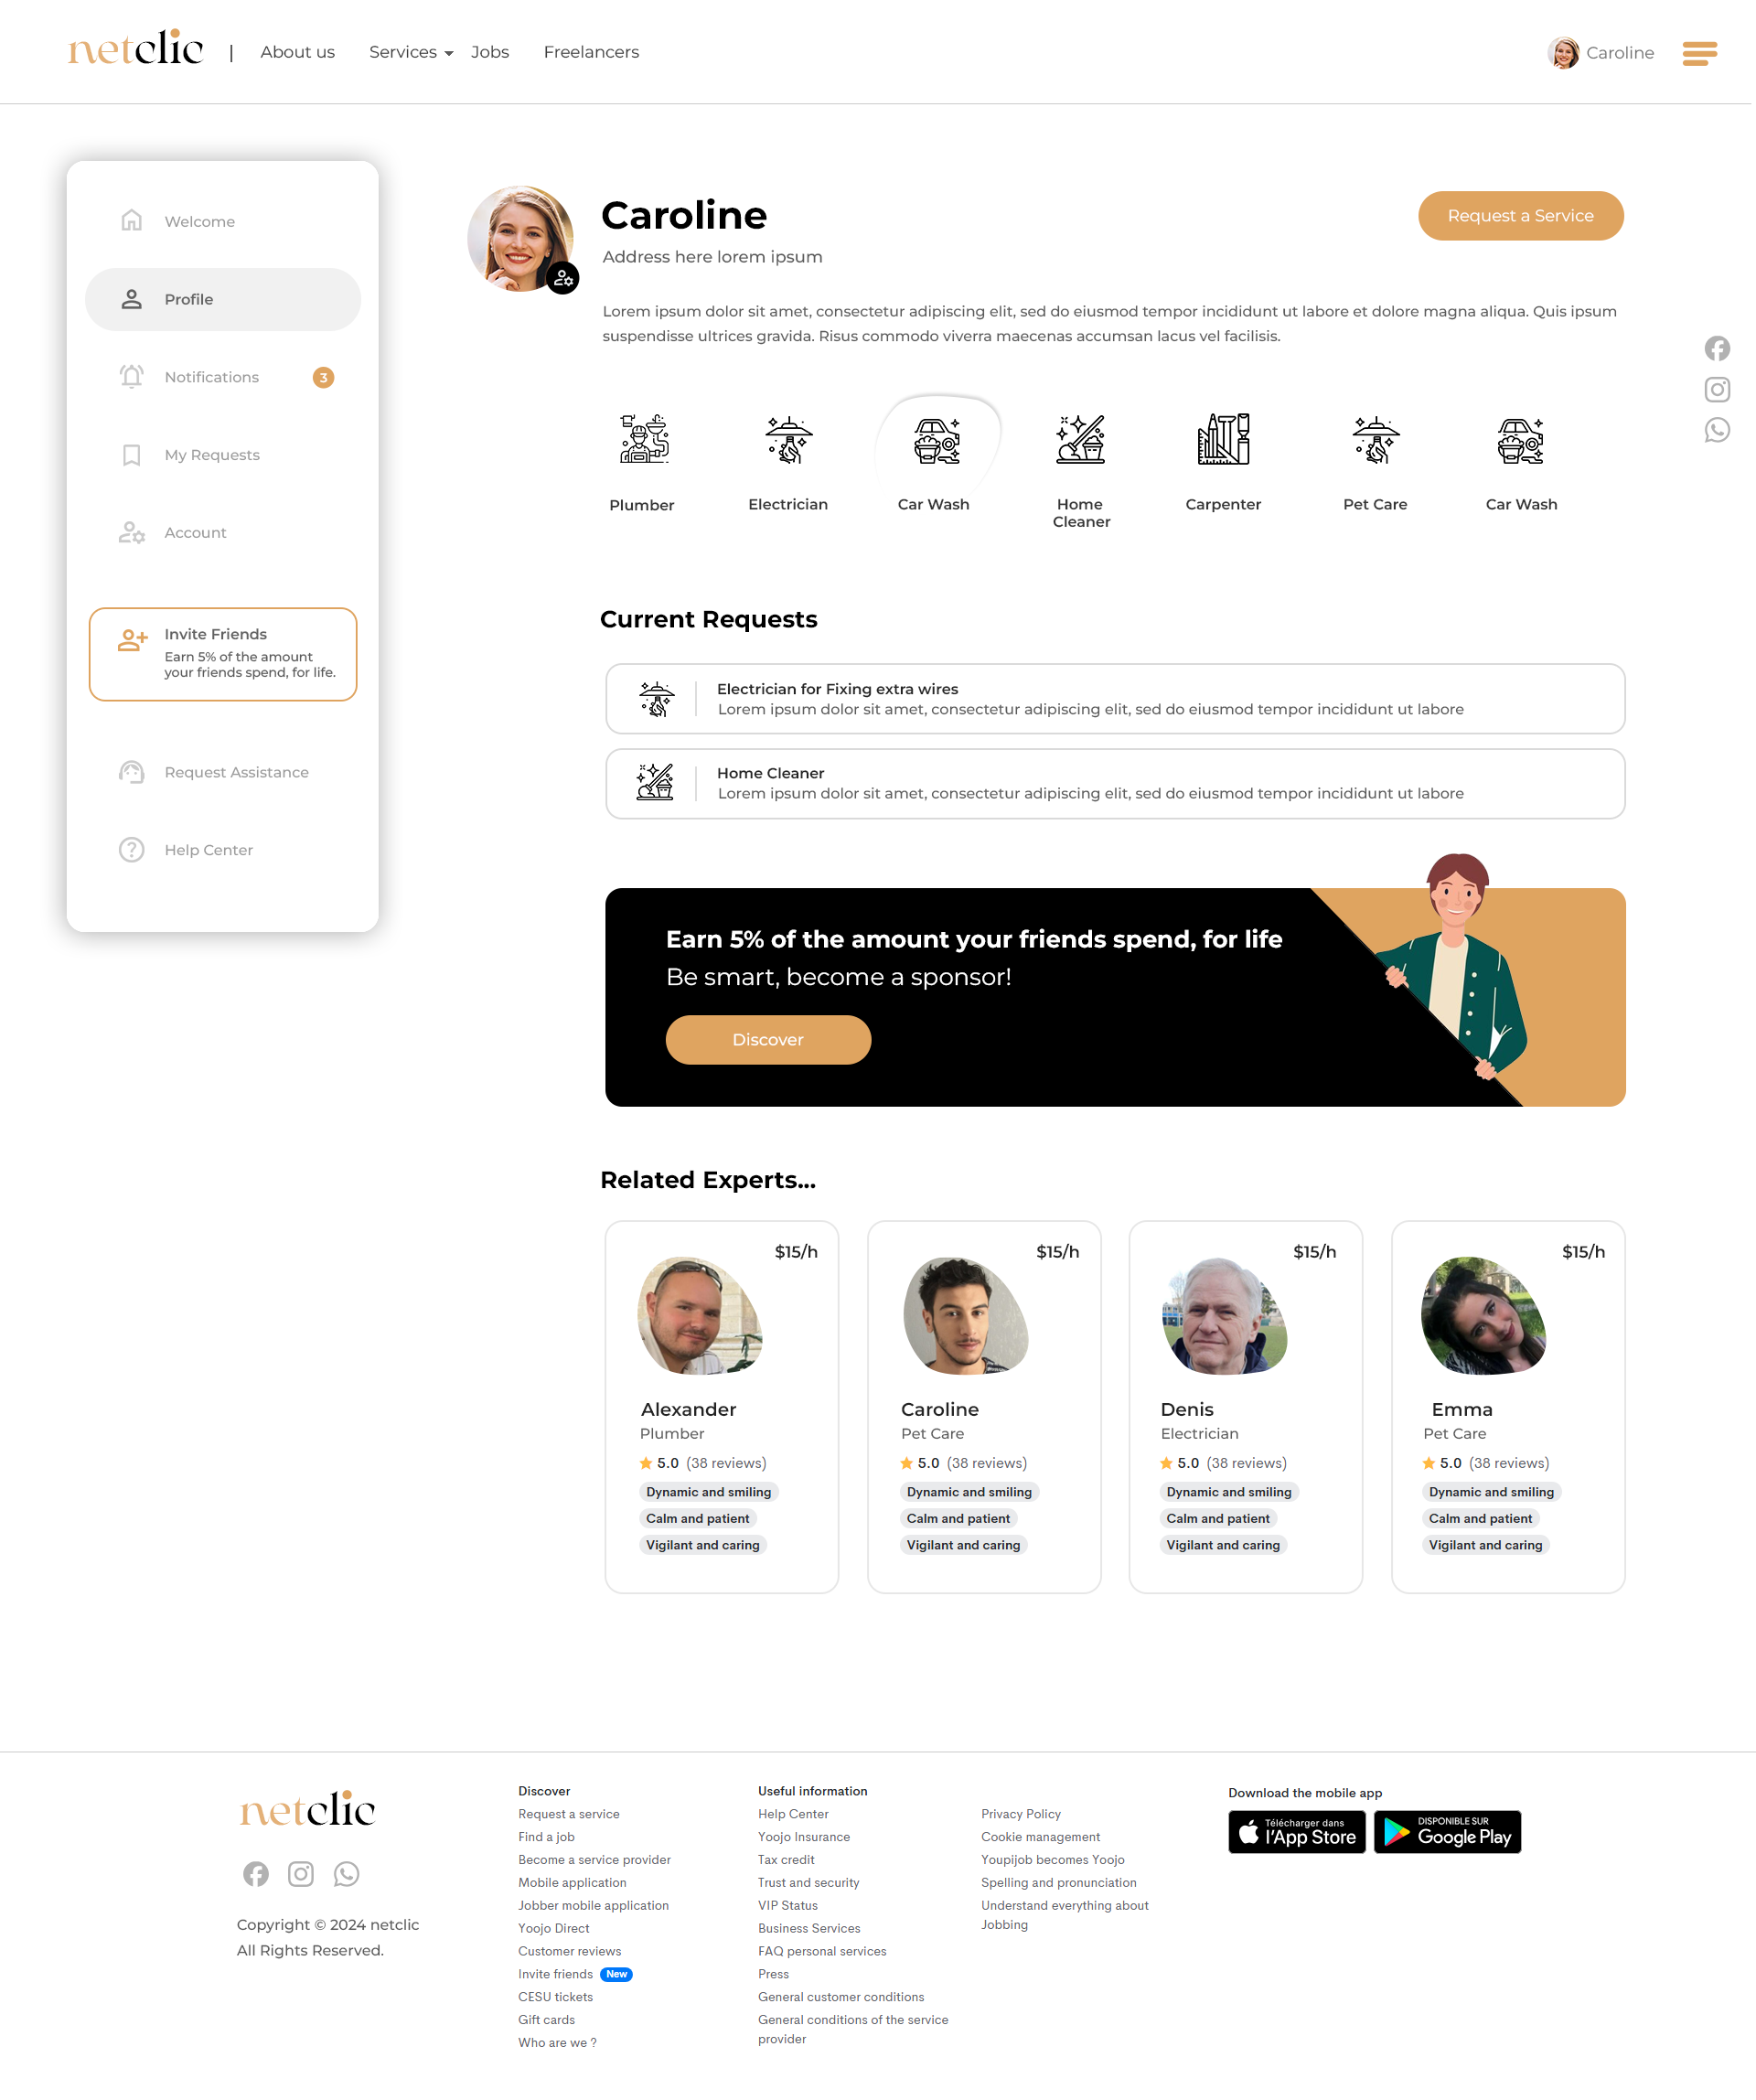 netclic | About us Services Jobs Freelancers Caroline
Welcome
Profile
Notifications 3
My Requests
Account
Invite Friends
Earn 5% of the amount
your friends spend, for life.
Request Assistance
Help Center
Caroline
Request a Service
Address here lorem ipsum
Lorem ipsum dolor sit amet, consectetur adipiscing elit, sed do eiusmod tempor incididunt ut labore et dolore magna aliqua. Quis ipsum
suspendisse ultrices gravida. Risus commodo viverra maecenas accumsan lacus vel facilisis.
Plumber Electrician Car Wash Home Carpenter Pet Care Car Wash
Cleaner
Current Requests
Electrician for Fixing extra wires
Lorem ipsum dolor sit amet, consectetur adipiscing elit, sed do eiusmod tempor incididunt ut labore
Home Cleaner
Lorem ipsum dolor sit amet, consectetur adipiscing elit, sed do eiusmod tempor incididunt ut labore
Earn 5% of the amount your friends spend, for life
Be smart, become a sponsor!
Discover
Related Experts...
$15/h
Alexander
Plumber
5.0 (38 reviews)
Dynamic and smiling
Calm and patient
Vigilant and caring
$15/h
Caroline
Pet Care
5.0 (38 reviews)
Dynamic and smiling
Calm and patient
Vigilant and caring
$15/h
Denis
Electrician
5.0 (38 reviews)
Dynamic and smiling
Calm and patient
Vigilant and caring
$15/h
Emma
Pet Care
5.0 (38 reviews)
Dynamic and smiling
Calm and patient
Vigilant and caring
netclic
Copyright © 2024 netclic
All Rights Reserved.
Discover
Request a service
Find a job
Become a service provider
Mobile application
Jobber mobile application
Yoojo Direct
Customer reviews
Invite friends New
CESU tickets
Gift cards
Who are we ?
Useful information
Help Center
Yoojo Insurance
Tax credit
Trust and security
VIP Status
Business Services
FAQ personal services
Press
General customer conditions
General conditions of the service
provider
Privacy Policy
Cookie management
Youpijob becomes Yoojo
Spelling and pronunciation
Understand everything about
Jobbing
Download the mobile app
Télécharger dans
l'App Store
DISPONIBLE SUR
Google Play